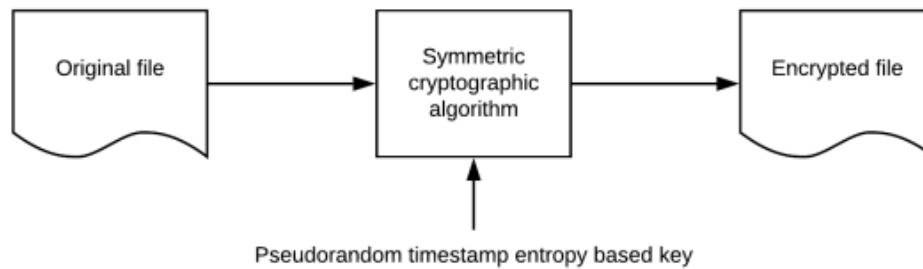 Original file
Symmetric
cryptographic
algorithm
Encrypted file
Pseudorandom timestamp entropy based key